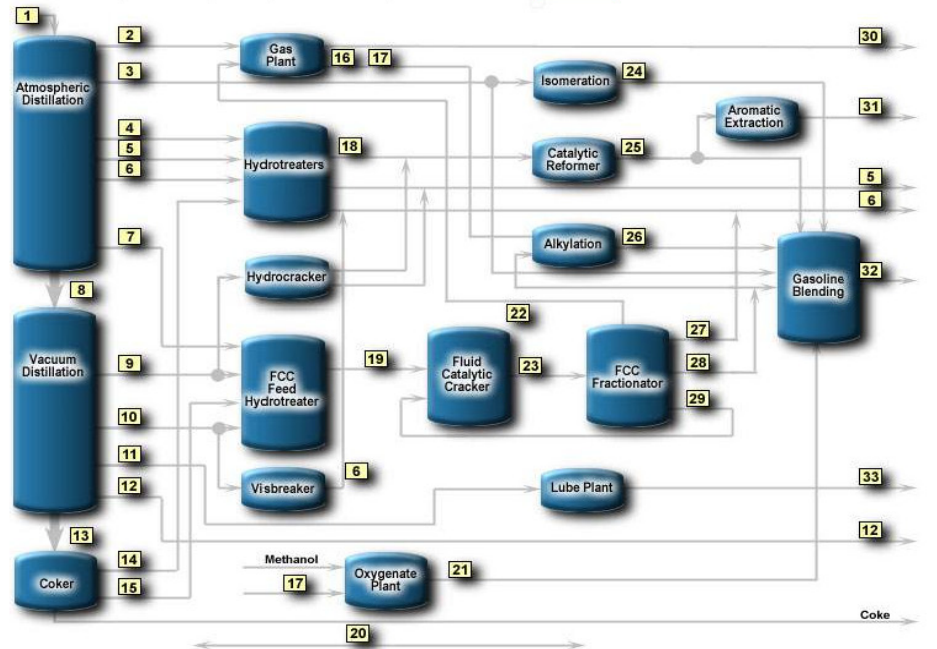 1
2
3
4
5
6
7
8
9
10
11
12
13
14
15
Atmospheric
Distillation
Vacuum
Distillation
Coker
Gas
Plant
16 17
Hydrotreaters
18
Hydrocracker
FCC
Feed
Hydrotreater
19
Visbreaker
6
Methanol
17
Oxygenate
Plant
21
20
Fluid
Catalytic
Cracker
22
23
FCC
Fractionator
27
28
29
Isomeration
24
Catalytic
Reformer
25
Aromatic
Extraction
Alkylation
26
Gasoline
Blending
Lube Plant
30
31
5
6
32
33
12
Coke